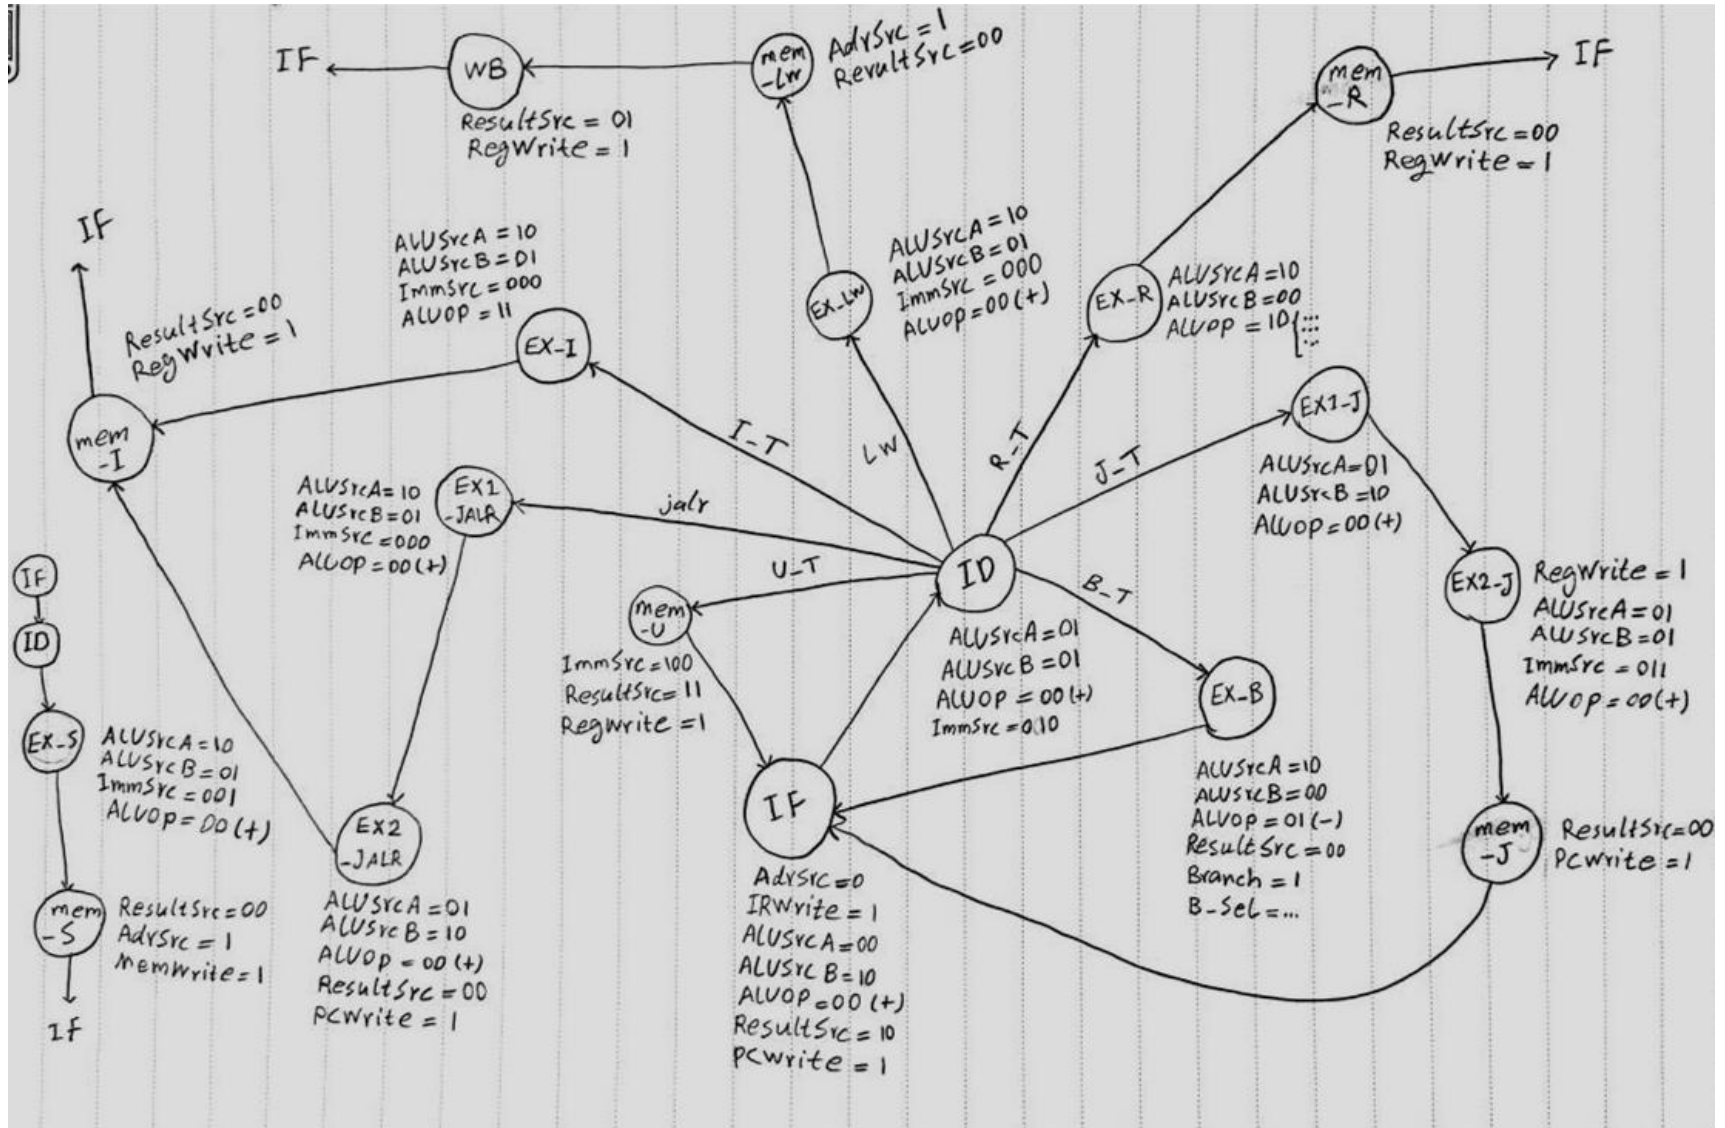 IF
WB
mem
-LW
AdrSrc = 1
RevultSrc=00
ResultSrc = 01
RegWrite = 1
mem
-R
IF
ResultSrc=00
RegWrite = 1
IF
ALUSrcA = 10
ALUSrcB = 01
ImmSrc = 000
ALUOP = 11
EX-I
ResultSrc=00
RegWrite = 1
mem
-I
EX-LW
ALUSrcA = 10
ALUSrcB=01
ImmSrc = 000
ALUOP=00(+)
EX-R
ALUSrcA=10
ALUSrcB=00
ALUOP = 10{
I-T
LW
R-T
J-T
EX1-J
ALUSrcA=01
ALUSrcB=10
ALUOP=00(+)
ALUSrcA=10
ALUSrcB=01
ImmSrc=000
ALUOP=00(+)
EX1
-JALR
jalr
U-T
ID
B-T
ALUSrcA=01
ALUSrcB=01
ALUOP=00(+)
ImmSrc=010
EX2-J
RegWrite = 1
ALUSrcA=01
ALUSrcB=01
ImmSrc = 011
ALUOP=00(+)
mem
-U
ImmSrc=100
ResultSrc=11
RegWrite =1
IF
ID
EX-S
ALUSrcA=10
ALUSrcB=01
ImmSrc=001
ALUOP=00(+)
mem
-S
ResultSrc=00
AdrSrc = 1
MemWrite=1
IF
EX2
-JALR
ALUSrcA=01
ALUSrcB=10
ALUOP=00(+)
ResultSrc=00
PCWrite = 1
IF
AdrSrc=0
IRWrite=1
ALUSrcA=00
ALUSrcB=10
ALUOP=00(+)
ResultSrc=10
PCWrite = 1
EX-B
ALUSrcA=10
ALUSrcB=00
ALUOP=01(-)
ResultSrc=00
Branch = 1
B-Sel=...
mem
-J
ResultSrc=00
PCWrite =1